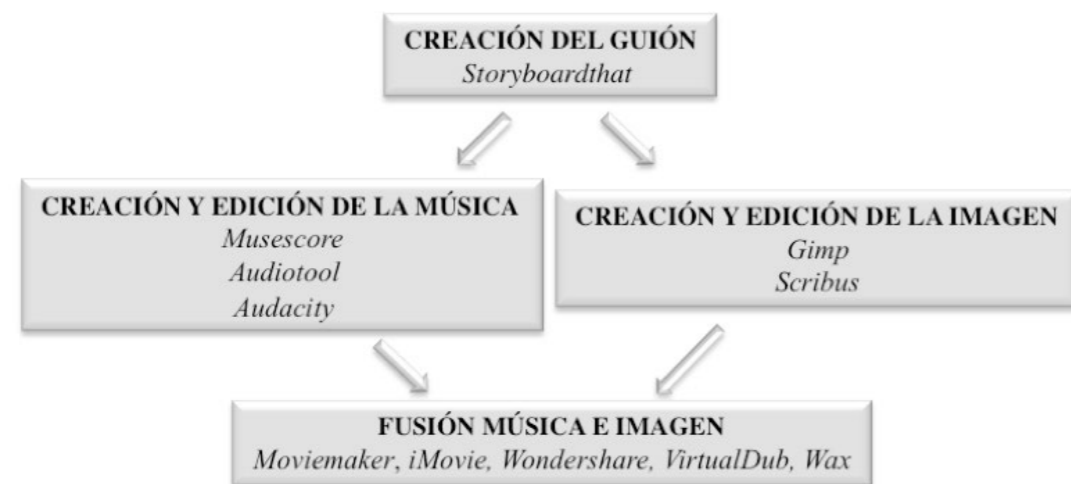 CREACIÓN DEL GUIÓN
Storyboardthat
CREACIÓN Y EDICIÓN DE LA MÚSICA
Musescore
Audiotool
Audacity
CREACIÓN Y EDICIÓN DE LA IMAGEN
Gimp
Scribus
FUSIÓN MÚSICA E IMAGEN
Moviemaker, iMovie, Wondershare, VirtualDub, Wax